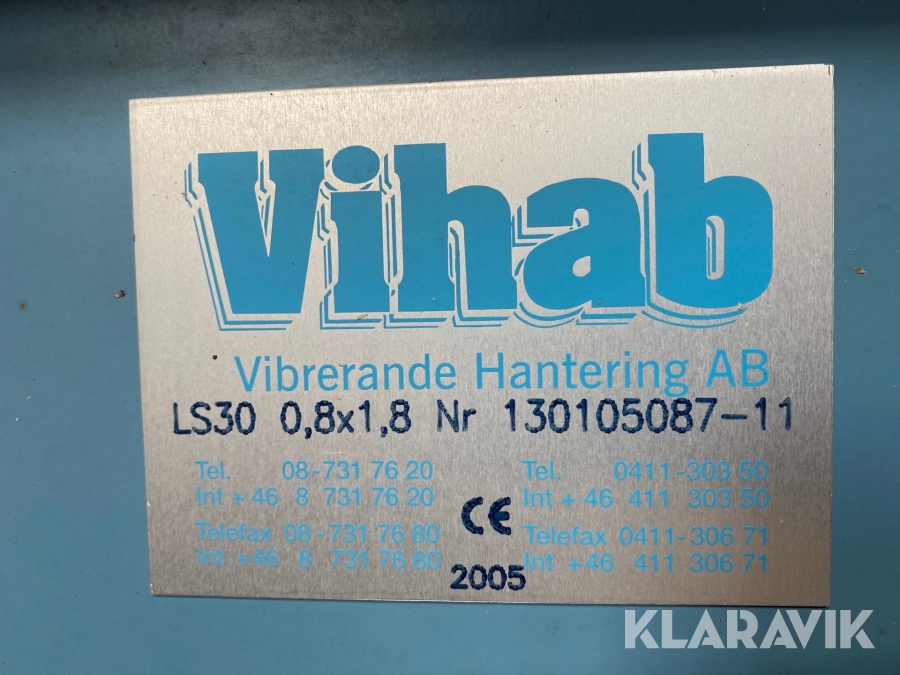 Vihab
Vibrerande Hantering AB
LS30 0,8x1,8 Nr 130105087-11
Tel. 08-731 76 20
Int + 46 8 731 76 20
Telefax 08-731 76 80
Int +46 8 731 76 80
CE
2005
Tel. 0411-303 50
Int + 46 411 303 50
Telefax 0411-306 71
Int +46 411 306 71
KLARAVIK